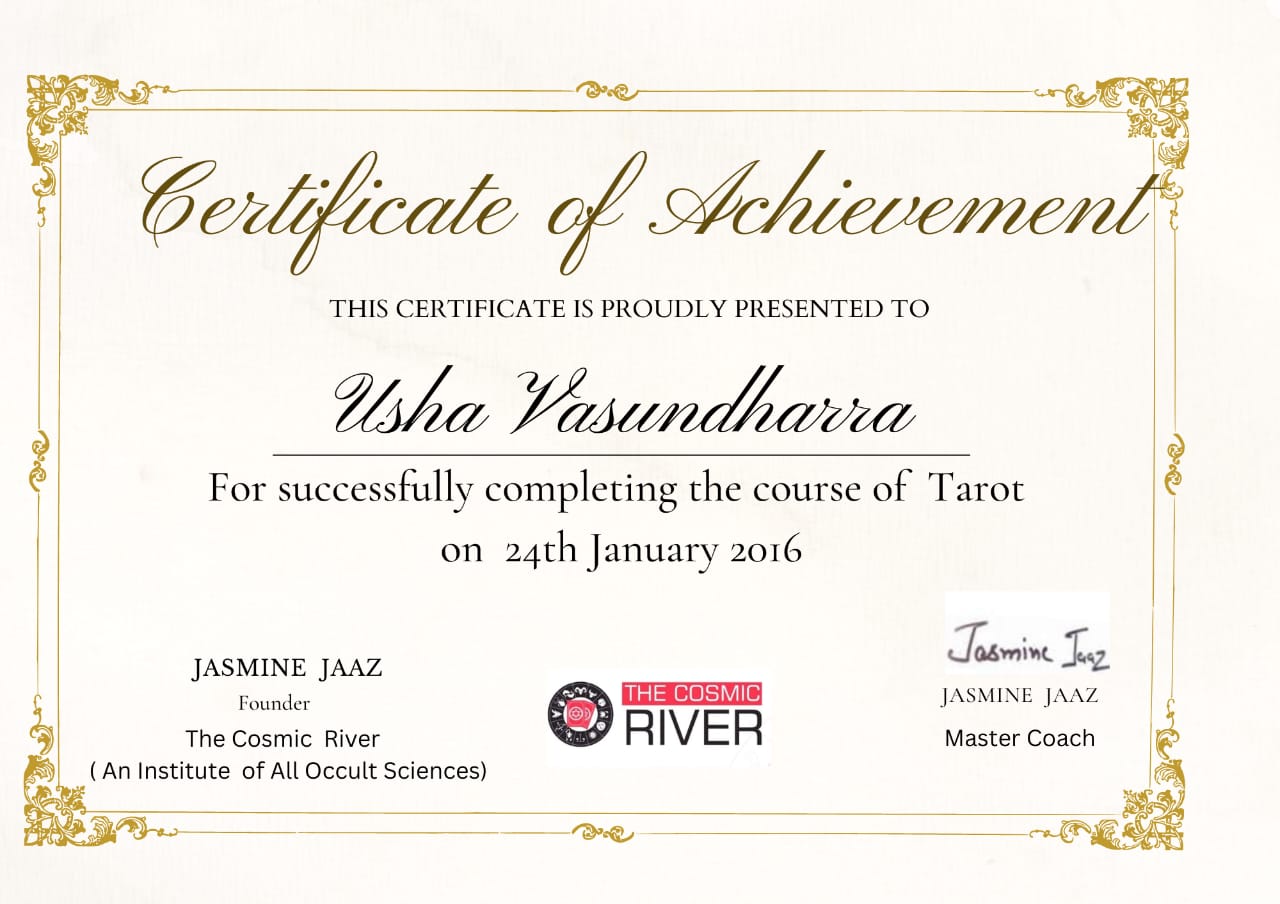 Certificate of Achievement
THIS CERTIFICATE IS PROUDLY PRESENTED TO
Usha Vasundharra
For successfully completing the course of Tarot
on 24th January 2016
JASMINE JAAZ
Founder
The Cosmic River
( An Institute of All Occult Sciences)
THE COSMIC
RIVER
Jasmine Jaaz
JASMINE JAAZ
Master Coach